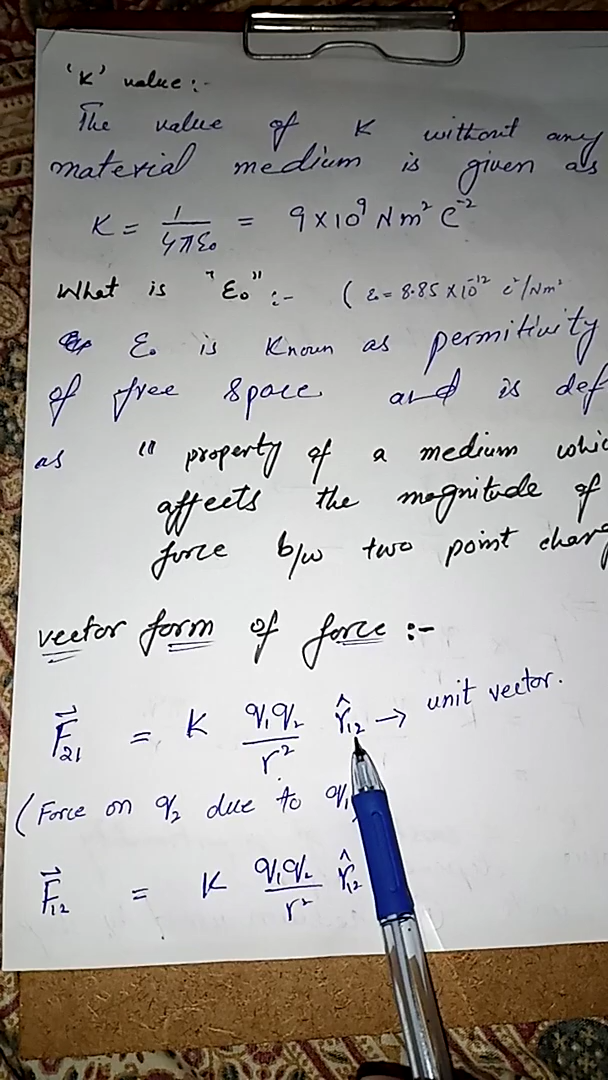 'K' value :-
The value of K without any
material medium is given as
K = 1/4πε₀ = 9×10⁹ Nm² C⁻²
What is "ε₀" :- ( ε₀ = 8.85 ×10⁻¹² c²/Nm²
ε₀ is known as permitivity
of free space and is def
as " property of a medium whic
affects the magnitude of
force b/w two point charg
vector form of force :-
F⃗₂₁ = K q₁q₂/r² r̂₁₂ → unit vector.
(Force on q₂ due to q₁
F⃗₁₂ = K q₁q₂/r² r̂₁₂